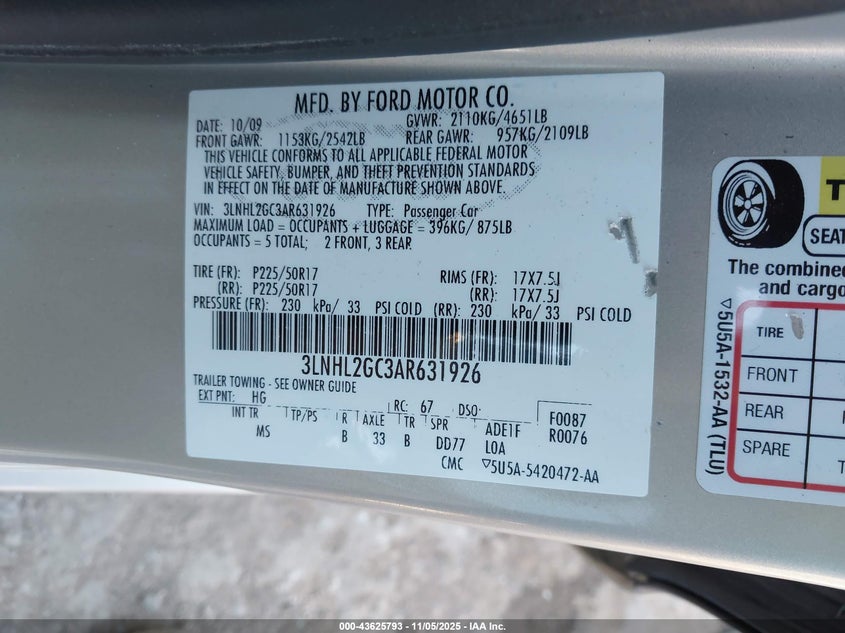 MFD. BY FORD MOTOR CO.
DATE: 10/09 GVWR: 2110KG/4651LB
FRONT GAWR: 1153KG/2542LB REAR GAWR: 957KG/2109LB
THIS VEHICLE CONFORMS TO ALL APPLICABLE FEDERAL MOTOR
VEHICLE SAFETY, BUMPER, AND THEFT PREVENTION STANDARDS
IN EFFECT ON THE DATE OF MANUFACTURE SHOWN ABOVE.
VIN: 3LNHL2GC3AR631926 TYPE: Passenger Car
MAXIMUM LOAD = OCCUPANTS + LUGGAGE = 396KG/ 875LB
OCCUPANTS = 5 TOTAL; 2 FRONT, 3 REAR
TIRE (FR): P225/50R17 RIMS (FR): 17X7.5J
(RR): P225/50R17 (RR): 17X7.5J
PRESSURE (FR): 230 kPa/ 33 PSI COLD (RR): 230 kPa/ 33 PSI COLD
3LNHL2GC3AR631926
TRAILER TOWING - SEE OWNER GUIDE
EXT PNT: HG RC: 67 DSO: F0087
INT TR TP/PS R AXLE TR SPR ADE1F R0076
MS B 33 B DD77 LOA
CMC ▽5U5A-5420472-AA
T
SEAT
The combined
and cargo
▽5U5A-1532-AA (TLU)
TIRE
FRONT
REAR
SPARE
T
000-43625793 - 11/05/2025 - IAA Inc.